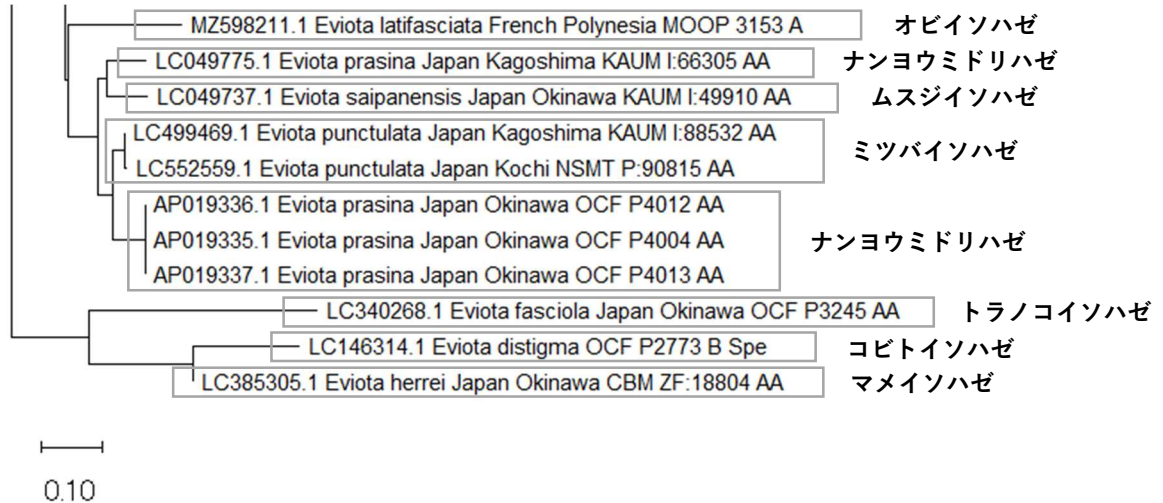 MZ598211.1 Eviota latifasciata French Polynesia MOOP 3153 A オビイソハゼ
LC049775.1 Eviota prasina Japan Kagoshima KAUM I:66305 AA ナンヨウミドリハゼ
LC049737.1 Eviota saipanensis Japan Okinawa KAUM I:49910 AA ムスジイソハゼ
LC499469.1 Eviota punctulata Japan Kagoshima KAUM I:88532 AA
ミツバイソハゼ
LC552559.1 Eviota punctulata Japan Kochi NSMT P:90815 AA
AP019336.1 Eviota prasina Japan Okinawa OCF P4012 AA
AP019335.1 Eviota prasina Japan Okinawa OCF P4004 AA ナンヨウミドリハゼ
AP019337.1 Eviota prasina Japan Okinawa OCF P4013 AA
LC340268.1 Eviota fasciola Japan Okinawa OCF P3245 AA トラノコイソハゼ
LC146314.1 Eviota distigma OCF P2773 B Spe コビトイソハゼ
LC385305.1 Eviota herrei Japan Okinawa CBM ZF:18804 AA マメイソハゼ
0.10